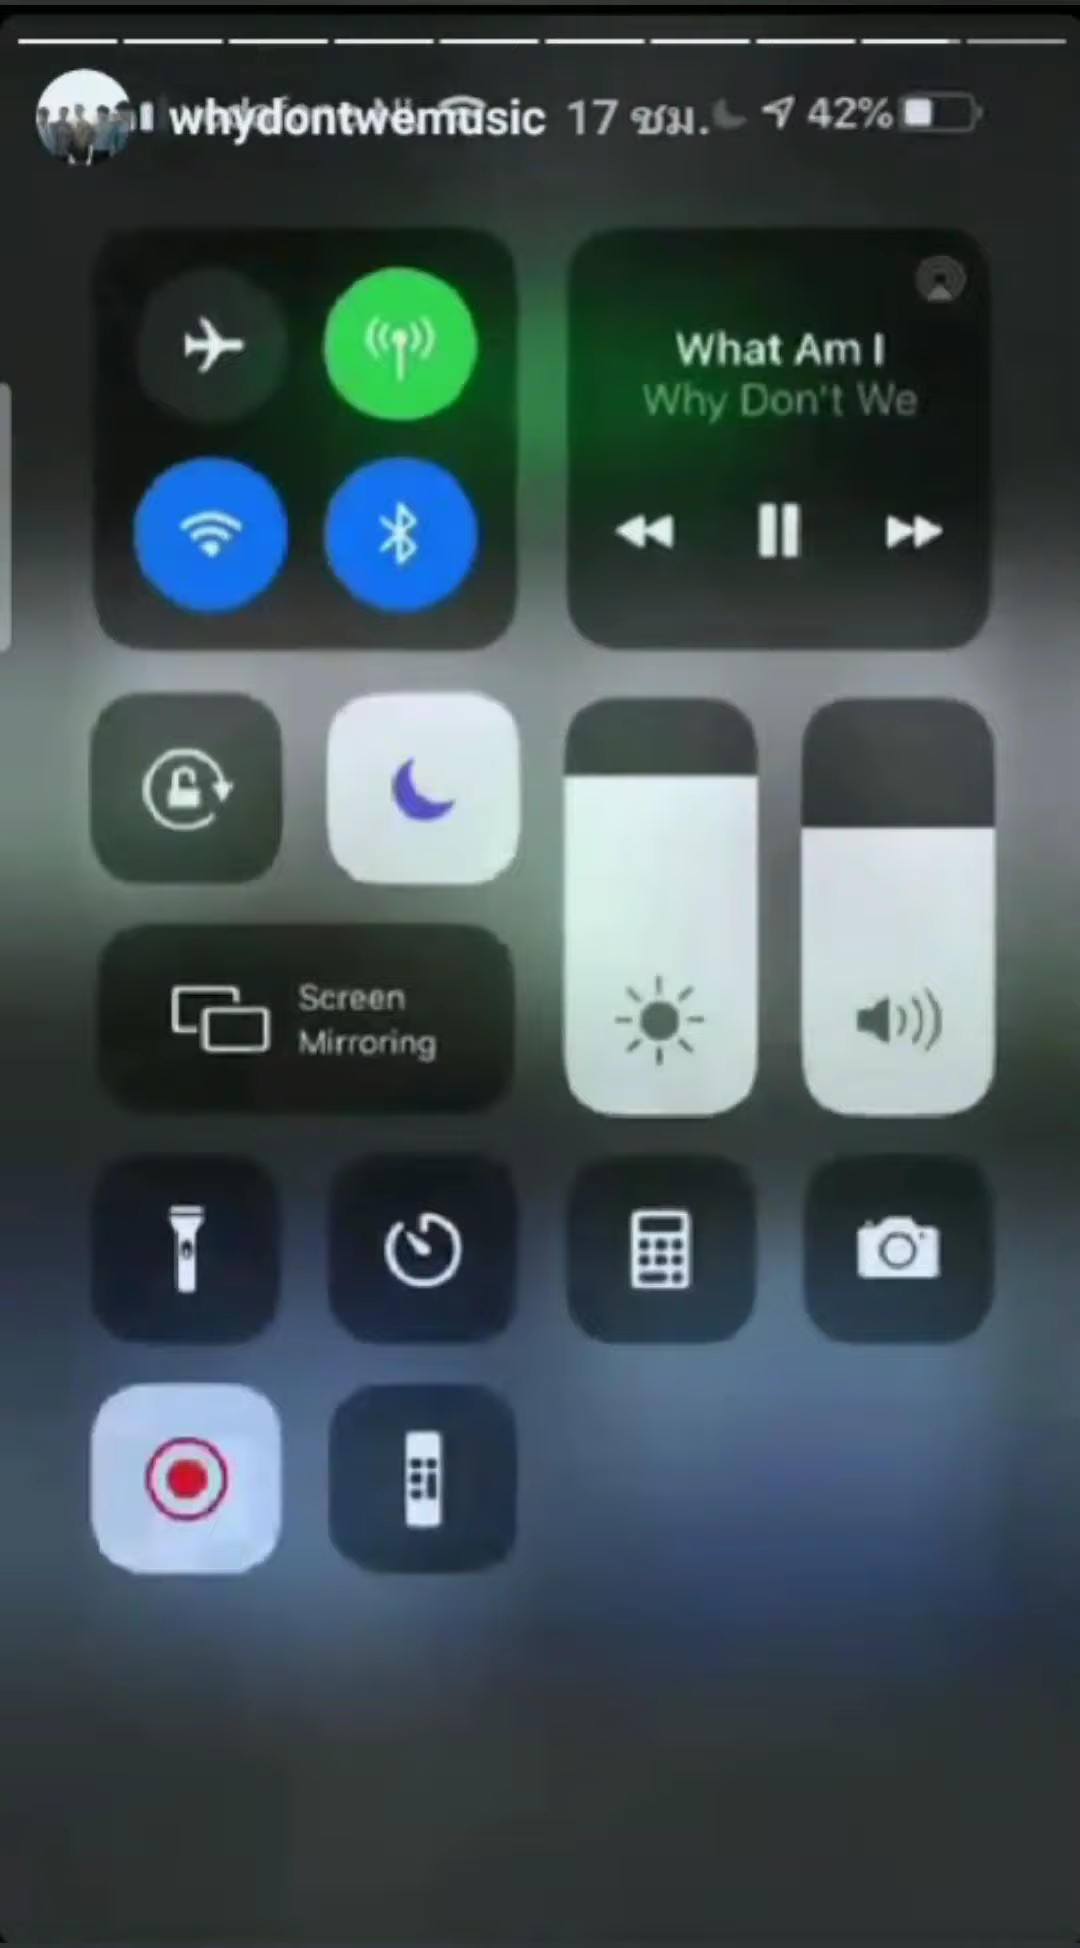 whydontwemusic 17 ชม. 42%
What Am I
Why Don't We
Screen
Mirroring